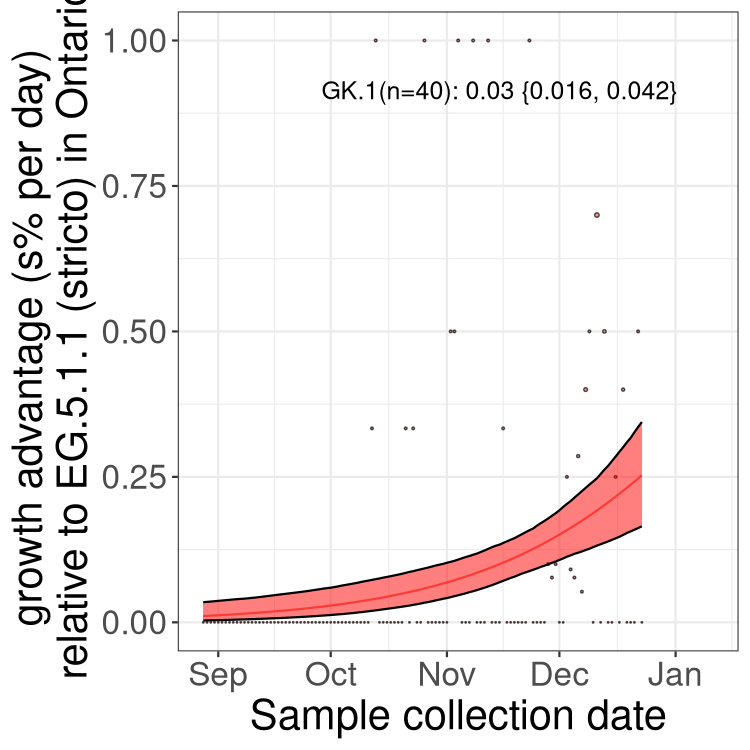 growth advantage (s% per day)
relative to EG.5.1.1 (stricto) in Ontario
1.00
0.75
0.50
0.25
0.00
GK.1(n=40): 0.03 {0.016, 0.042}
Sep Oct Nov Dec Jan
Sample collection date